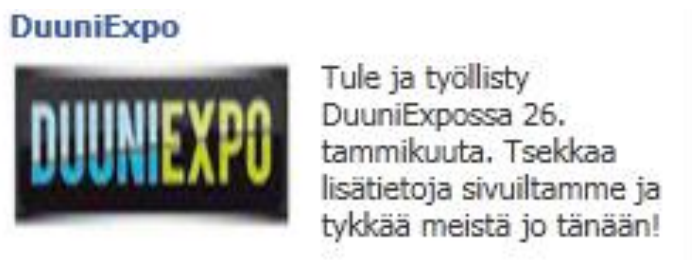 DuuniExpo
DUUNIEXPO
Tule ja työllisty
DuuniExpossa 26.
tammikuuta. Tsekkaa
lisätietoja sivuiltamme ja
tykkää meistä jo tänään!